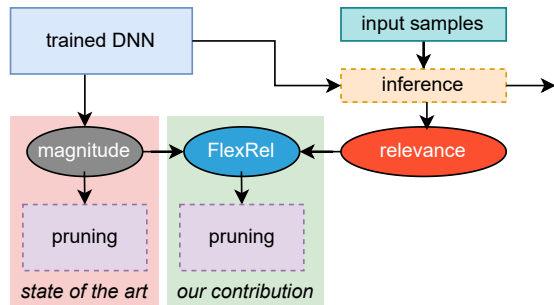 trained DNN
input samples
inference
magnitude
FlexRel
relevance
pruning
pruning
state of the art
our contribution